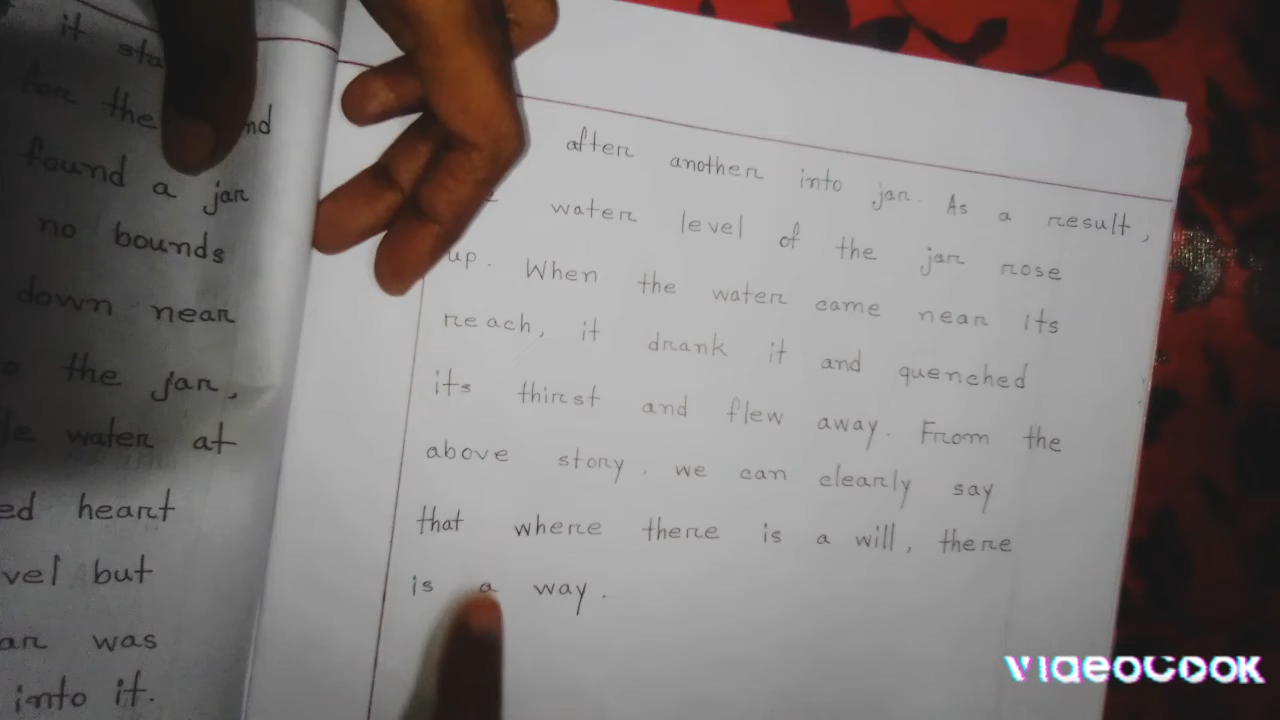 it
for the
found a jar
no bounds
down near
the jar,
water at
heart
but
was
into it.
after another into jar. As a result,
water level of the jar rose
up. When the water came near its
reach, it drank it and quenched
its thirst and flew away. From the
above story, we can clearly say
that where there is a will, there
is a way.
VIDEOCOOK